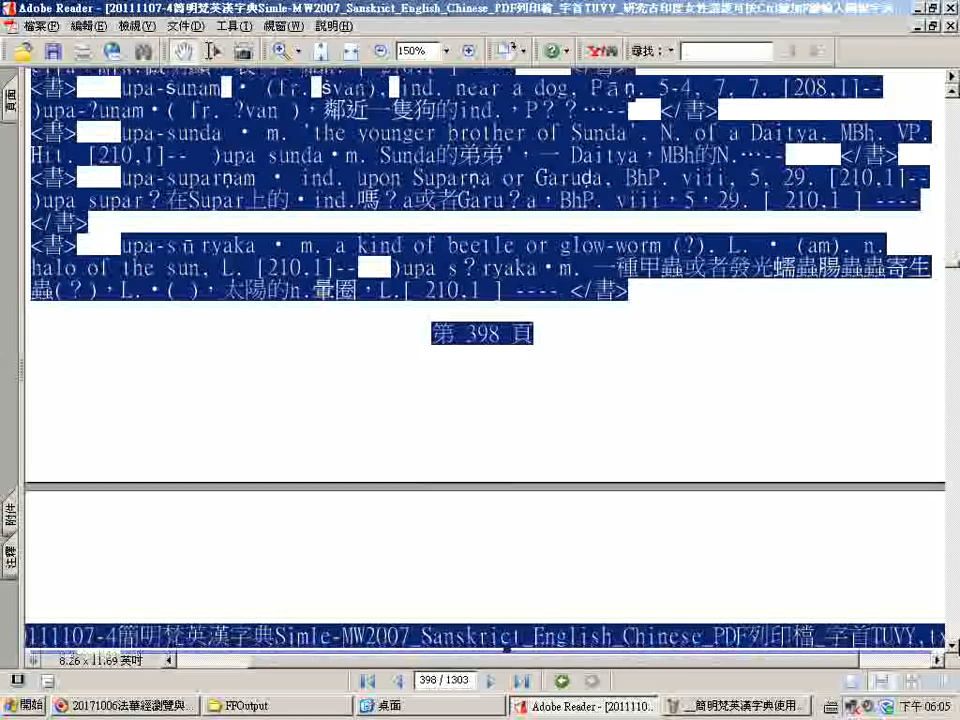 Adobe Reader - [20111107-4簡明梵英漢字典Simle-MW2007_Sanskrict_English_Chinese_PDF列印檔_字首TUVY_研究古印度女性
檔案(F) 編輯(E) 檢視(V) 文件(D) 工具(T) 視窗(W) 說明(H)
150% 尋找：
<書> upa-śunam • (fr. śvan), ind. near a dog, Pāṇ. 5-4, 7, 7. [208,1]--
)upa-?unam•( fr. ?van )，鄰近一隻狗的ind.，P？？…-- </書>
<書> upa-sunda • m. 'the younger brother of Sunda', N. of a Daitya, MBh. VP.
Hit. [210,1]-- )upa sunda•m. Sunda的弟弟'，一 Daitya，MBh的N.…-- </書>
<書> upa-suparṇam • ind. upon Suparṇa or Garuḍa, BhP. viii, 5, 29. [210,1]--
)upa supar？在Supar上的•ind.嗎？a或者Garu？a，BhP. viii，5，29. [ 210,1 ] ----
</書>
<書> upa-sūryaka • m. a kind of beetle or glow-worm (?), L. • (am), n.
halo of the sun, L. [210,1]-- )upa s？ryaka•m. 一種甲蟲或者發光蠕蟲腸蟲蟲寄生
蟲(？)，L.•( )，太陽的n.暈圈，L.[ 210,1 ] ---- </書>
第 398 頁
頁面
附件
註釋
111107-4簡明梵英漢字典Simle-MW2007_Sanskrict_English_Chinese_PDF列印檔_字首TUVY.tx
8.26 x 11.69 英吋
398 / 1303
開始 20171006法華經瀏覽與... FFOutput 桌面 Adobe Reader - [2011110... __簡明梵英漢字典使用... 下午 06:05